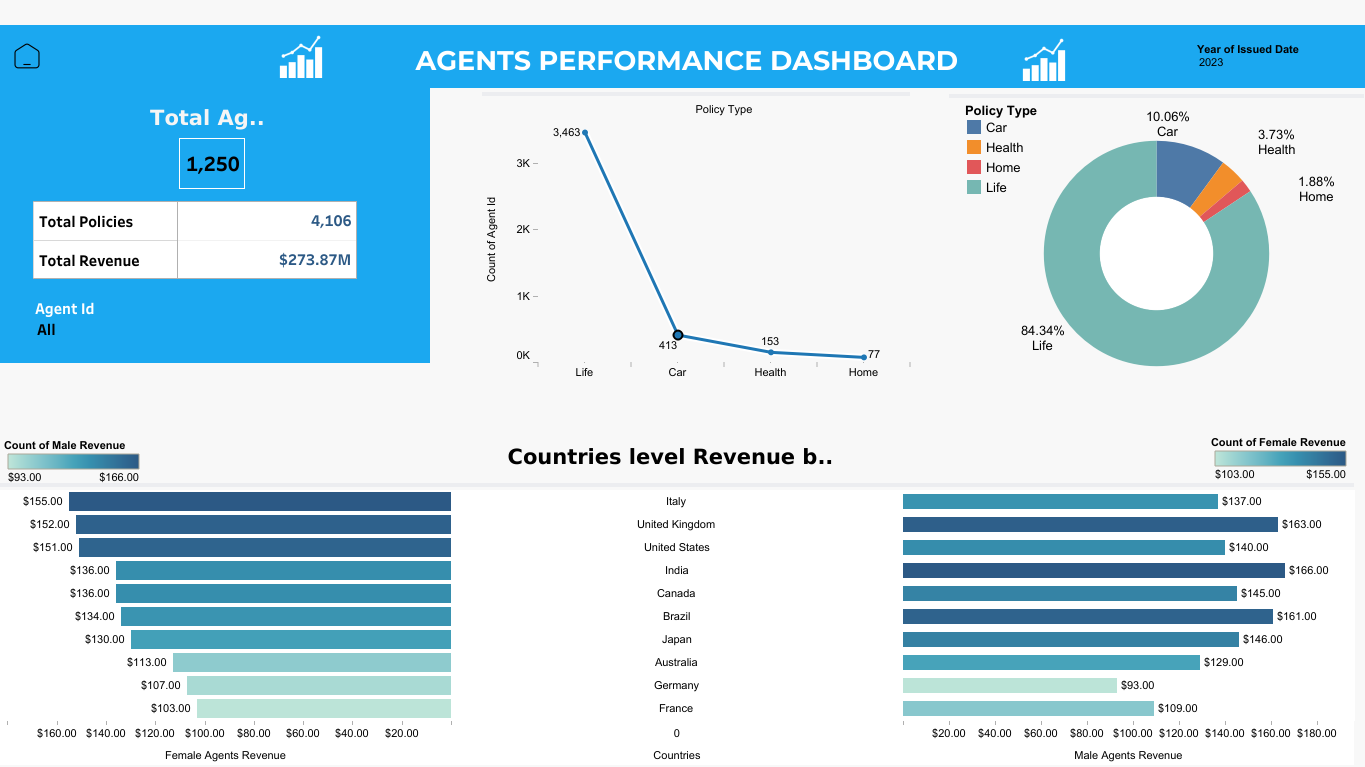 AGENTS PERFORMANCE DASHBOARD
Year of Issued Date
2023
Total Ag..
1,250
Total Policies 4,106
Total Revenue $273.87M
Agent Id
All
Policy Type
Count of Agent Id
3K
2K
1K
0K
3,463
413
153
77
Life Car Health Home
Policy Type
Car
Health
Home
Life
10.06%
Car
3.73%
Health
1.88%
Home
84.34%
Life
Count of Male Revenue
$93.00 $166.00
Countries level Revenue b..
Count of Female Revenue
$103.00 $155.00
$155.00 Italy $137.00
$152.00 United Kingdom $163.00
$151.00 United States $140.00
$136.00 India $166.00
$136.00 Canada $145.00
$134.00 Brazil $161.00
$130.00 Japan $146.00
$113.00 Australia $129.00
$107.00 Germany $93.00
$103.00 France $109.00
$160.00 $140.00 $120.00 $100.00 $80.00 $60.00 $40.00 $20.00 0 $20.00 $40.00 $60.00 $80.00 $100.00 $120.00 $140.00 $160.00 $180.00
Female Agents Revenue Countries Male Agents Revenue